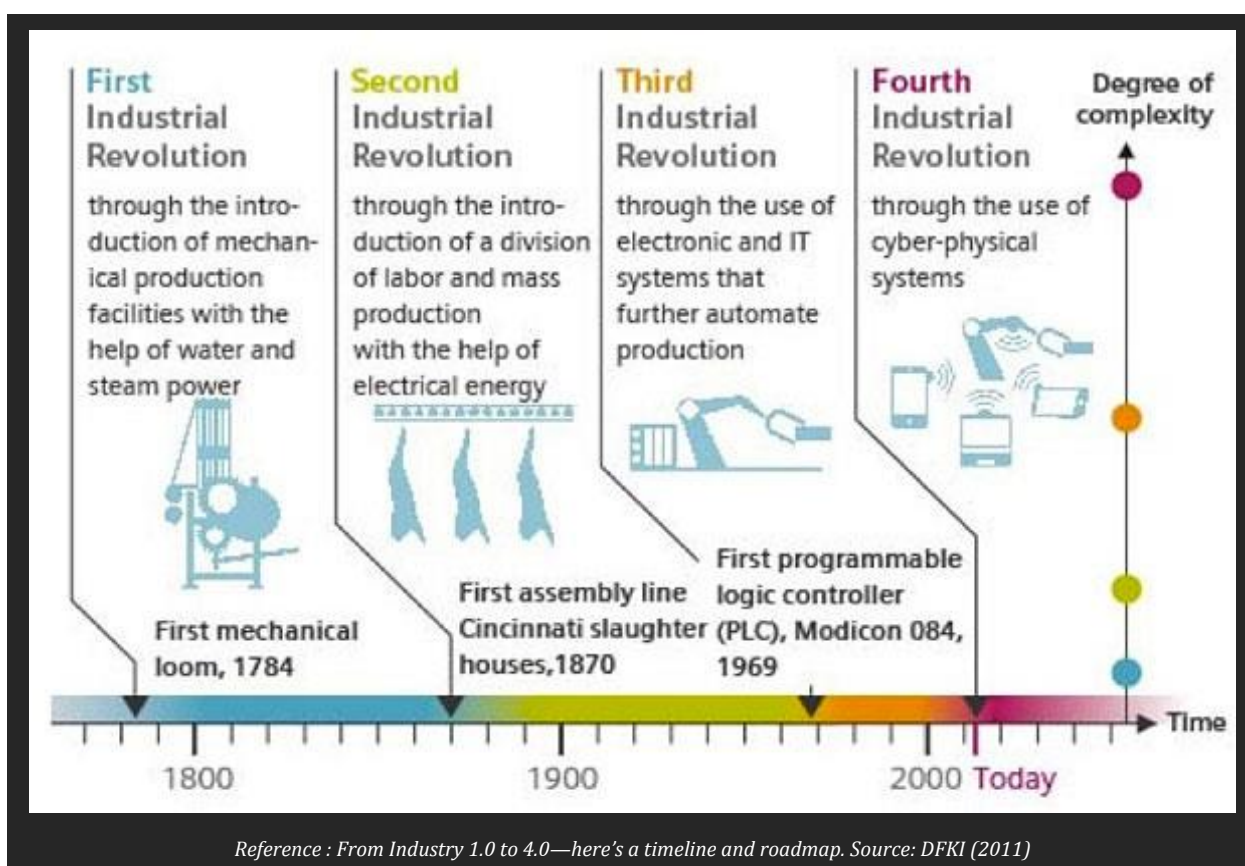 First
Industrial
Revolution
through the intro-
duction of mechan-
ical production
facilities with the
help of water and
steam power
First mechanical
loom, 1784
Second
Industrial
Revolution
through the intro-
duction of a division
of labor and mass
production
with the help of
electrical energy
First assembly line
Cincinnati slaughter
houses,1870
Third
Industrial
Revolution
through the use of
electronic and IT
systems that
further automate
production
First programmable
logic controller
(PLC), Modicon 084,
1969
Fourth
Industrial
Revolution
through the use of
cyber-physical
systems
Degree of
complexity
Time
1800
1900
2000
Today
Reference : From Industry 1.0 to 4.0—here’s a timeline and roadmap. Source: DFKI (2011)